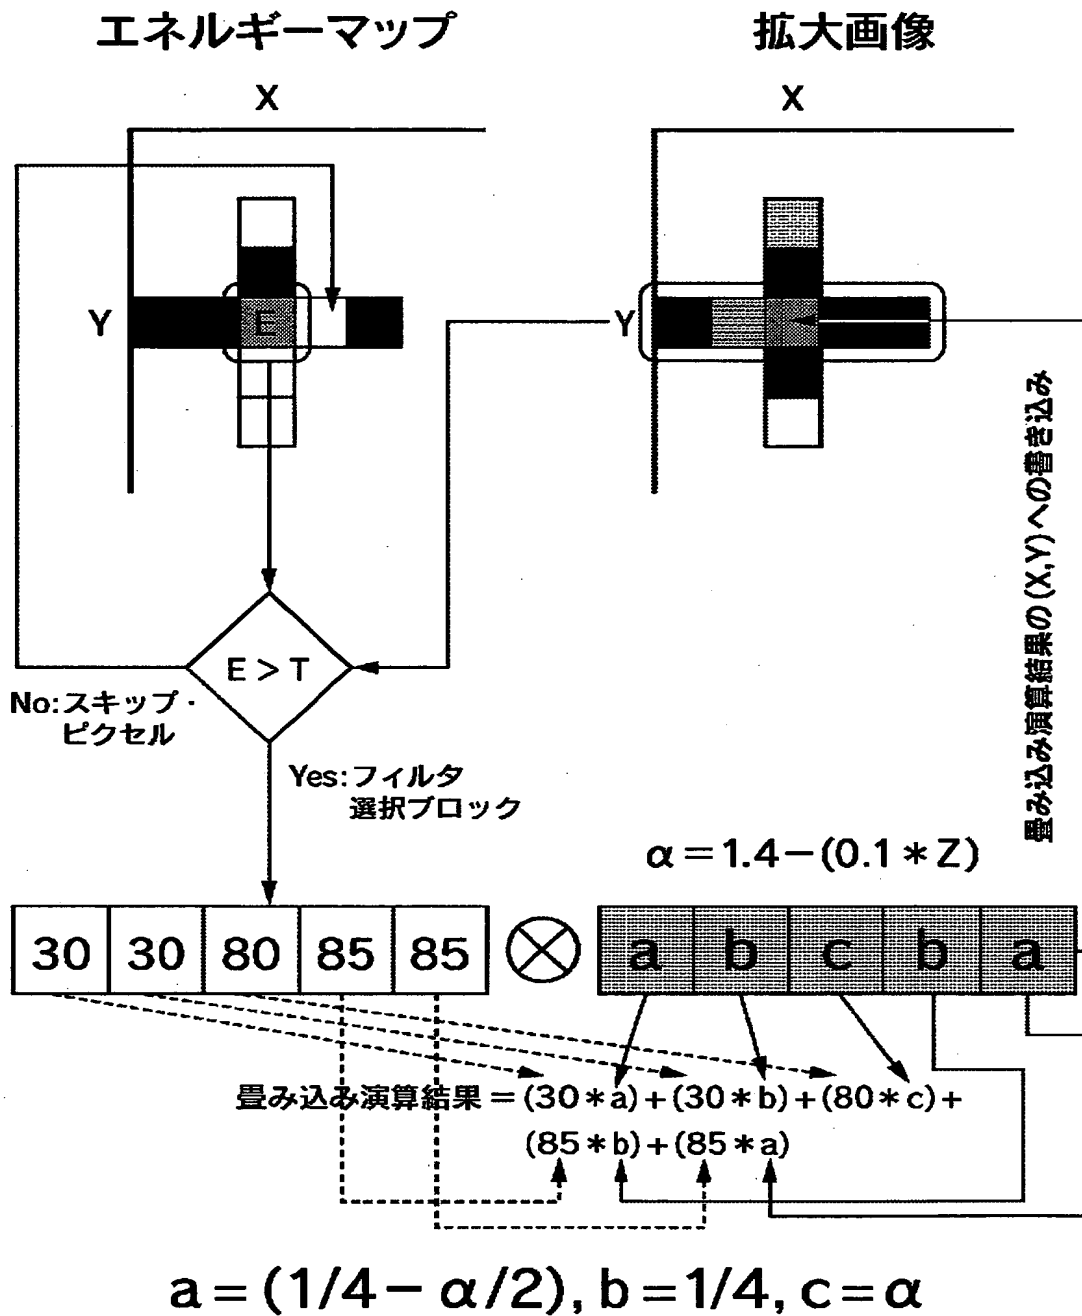 エネルギーマップ
拡大画像
X
X
Y
E
Y
E > T
No:スキップ・
ピクセル
Yes:フィルタ
選択ブロック
畳み込み演算結果の(X,Y)への書き込み
α=1.4−(0.1*Z)
30 30 80 85 85 ⊗ a b c b a
畳み込み演算結果=(30*a)+(30*b)+(80*c)+
(85*b)+(85*a)
a=(1/4−α/2), b=1/4, c=α